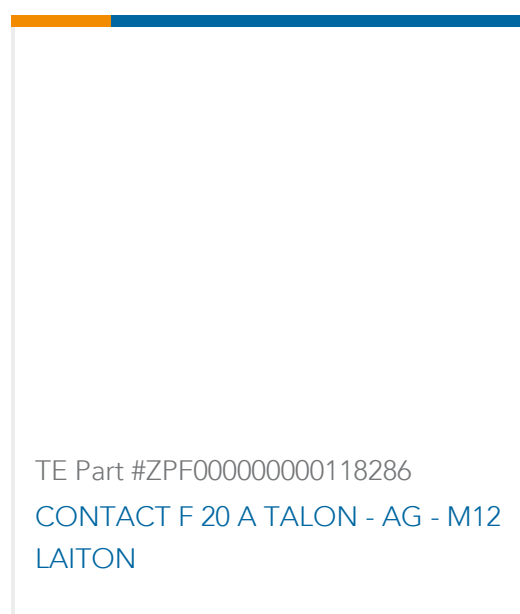 TE Part #ZPF000000000118286
CONTACT F 20 A TALON - AG - M12
LAITON